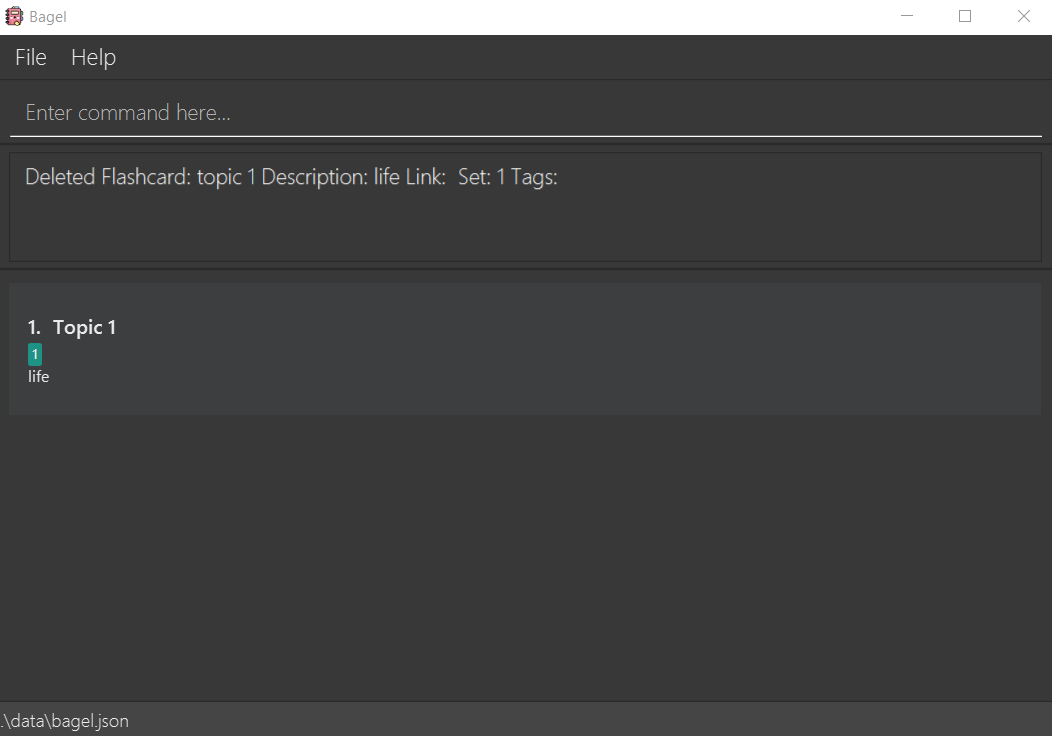 Bagel
File Help
Enter command here...
Deleted Flashcard: topic 1 Description: life Link:  Set: 1 Tags:
1. Topic 1
1
life
.\data\bagel.json